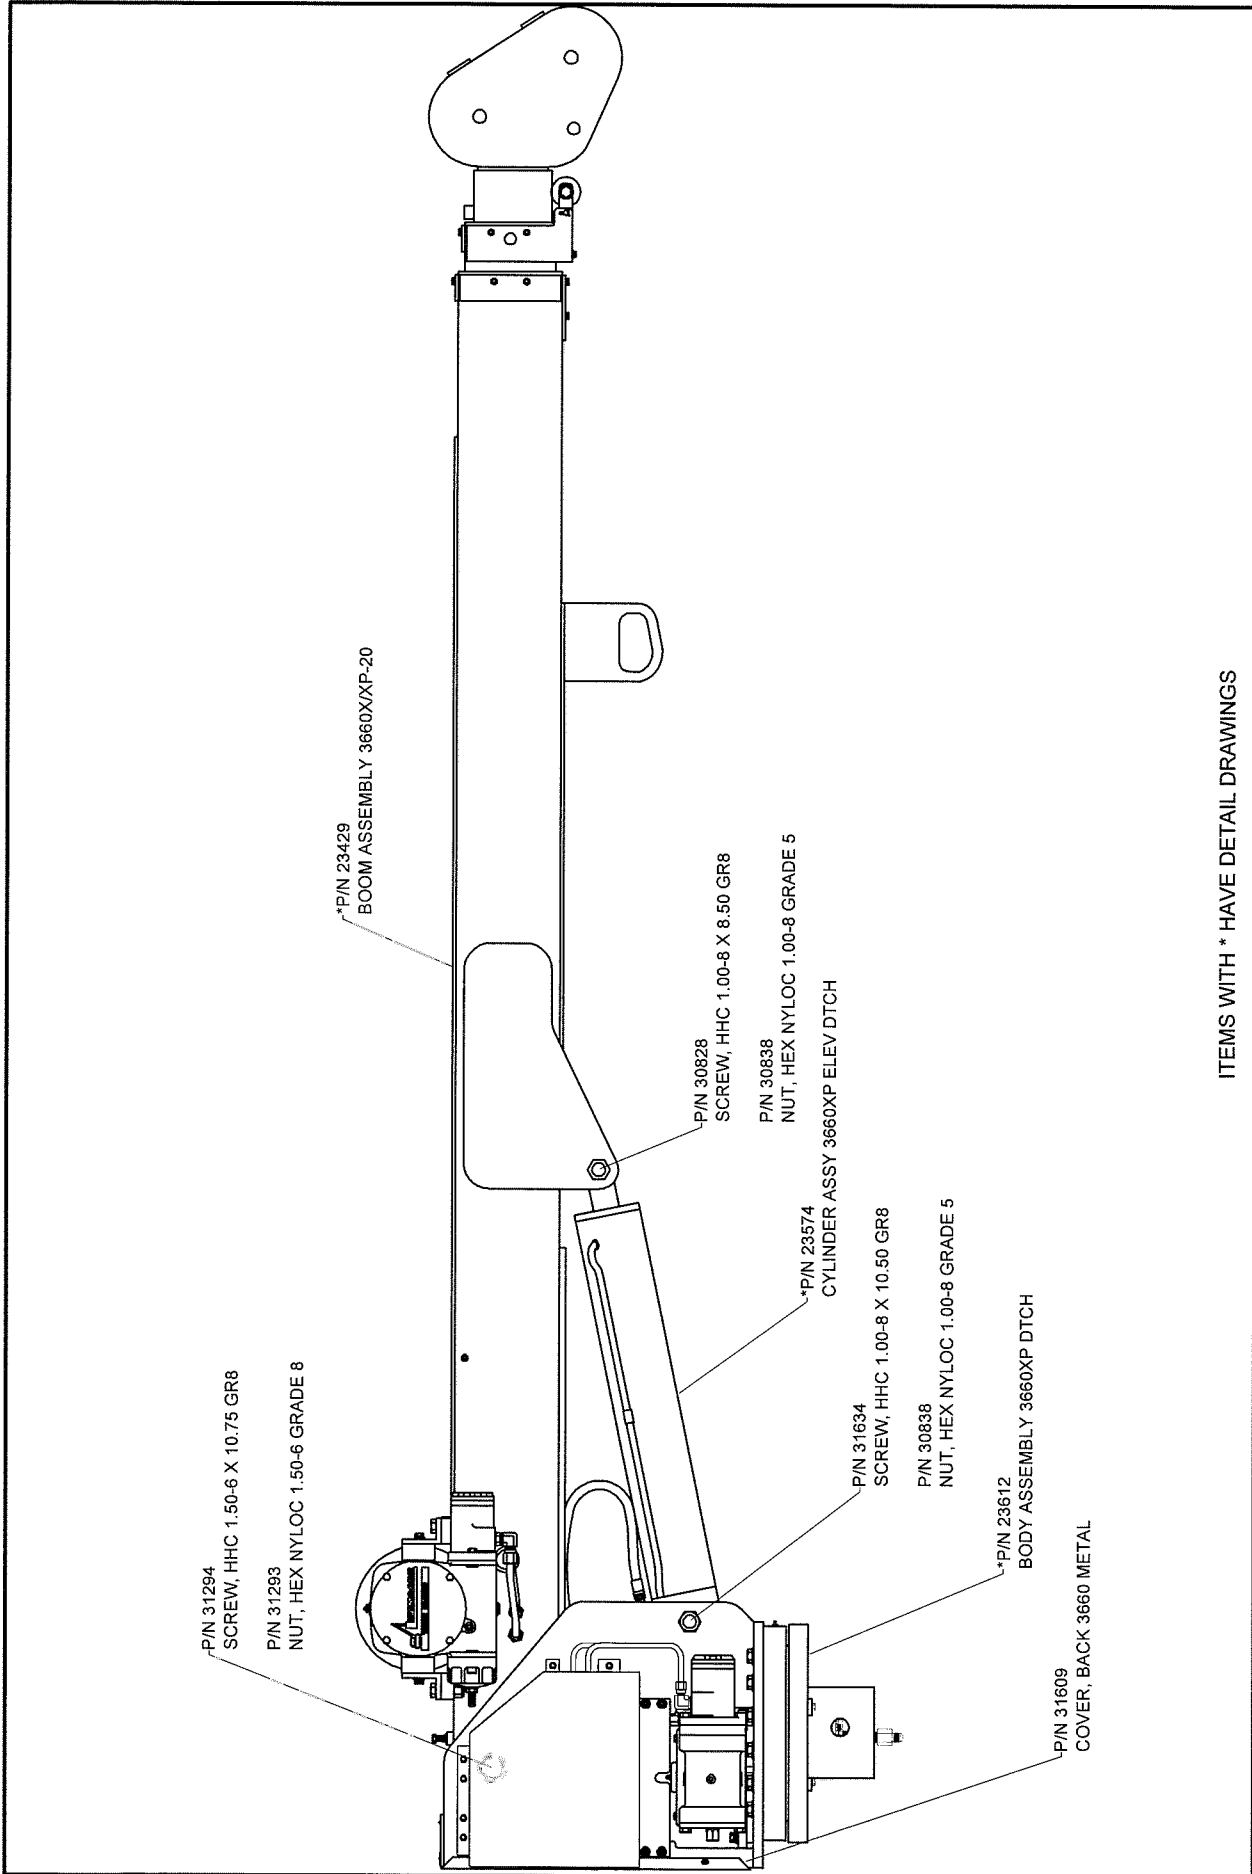 P/N 31294
SCREW, HHC 1.50-6 X 10.75 GR8
P/N 31293
NUT, HEX NYLOC 1.50-6 GRADE 8
*P/N 23429
BOOM ASSEMBLY 3660X/XP-20
P/N 30828
SCREW, HHC 1.00-8 X 8.50 GR8
P/N 30838
NUT, HEX NYLOC 1.00-8 GRADE 5
*P/N 23574
CYLINDER ASSY 3660XP ELEV DTCH
P/N 31634
SCREW, HHC 1.00-8 X 10.50 GR8
P/N 30838
NUT, HEX NYLOC 1.00-8 GRADE 5
*P/N 23612
BODY ASSEMBLY 3660XP DTCH
P/N 31609
COVER, BACK 3660 METAL
ITEMS WITH * HAVE DETAIL DRAWINGS